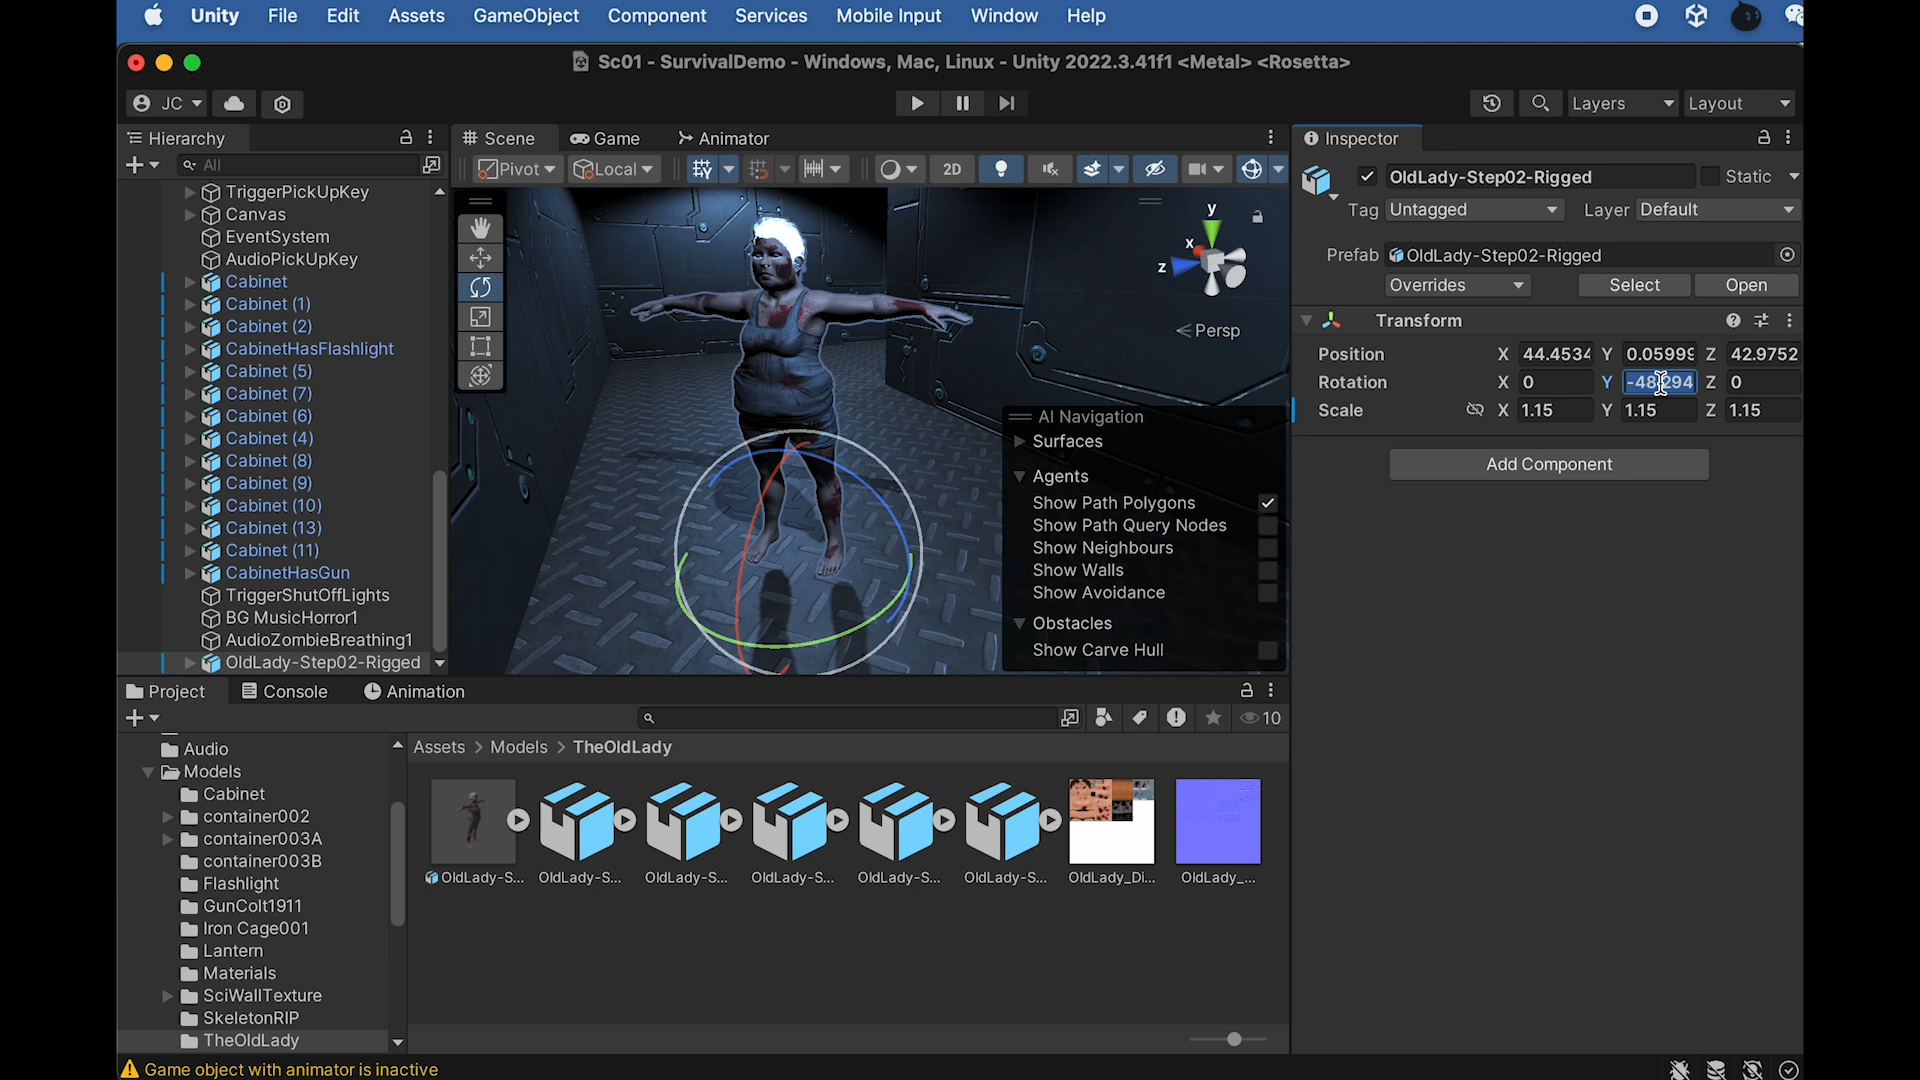 Unity File Edit Assets GameObject Component Services Mobile Input Window Help
Sc01 - SurvivalDemo - Windows, Mac, Linux - Unity 2022.3.41f1 <Metal> <Rosetta>
JC
Layers Layout
Hierarchy
All
TriggerPickUpKey
Canvas
EventSystem
AudioPickUpKey
Cabinet
Cabinet (1)
Cabinet (2)
CabinetHasFlashlight
Cabinet (5)
Cabinet (7)
Cabinet (6)
Cabinet (4)
Cabinet (8)
Cabinet (9)
Cabinet (10)
Cabinet (13)
Cabinet (11)
CabinetHasGun
TriggerShutOffLights
BG MusicHorror1
AudioZombieBreathing1
OldLady-Step02-Rigged
Scene Game Animator
Pivot Local 2D
y
x
z
Persp
AI Navigation
Surfaces
Agents
Show Path Polygons
Show Path Query Nodes
Show Neighbours
Show Walls
Show Avoidance
Obstacles
Show Carve Hull
Inspector
OldLady-Step02-Rigged Static
Tag Untagged Layer Default
Prefab OldLady-Step02-Rigged
Overrides Select Open
Transform
Position X 44.4534 Y 0.05999 Z 42.9752
Rotation X 0 Y -48.294 Z 0
Scale X 1.15 Y 1.15 Z 1.15
Add Component
Project Console Animation
10
Audio
Models
Cabinet
container002
container003A
container003B
Flashlight
GunColt1911
Iron Cage001
Lantern
Materials
SciWallTexture
SkeletonRIP
TheOldLady
Assets > Models > TheOldLady
OldLady-S... OldLady-S... OldLady-S... OldLady-S... OldLady-S... OldLady-S... OldLady_Di... OldLady_...
Game object with animator is inactive